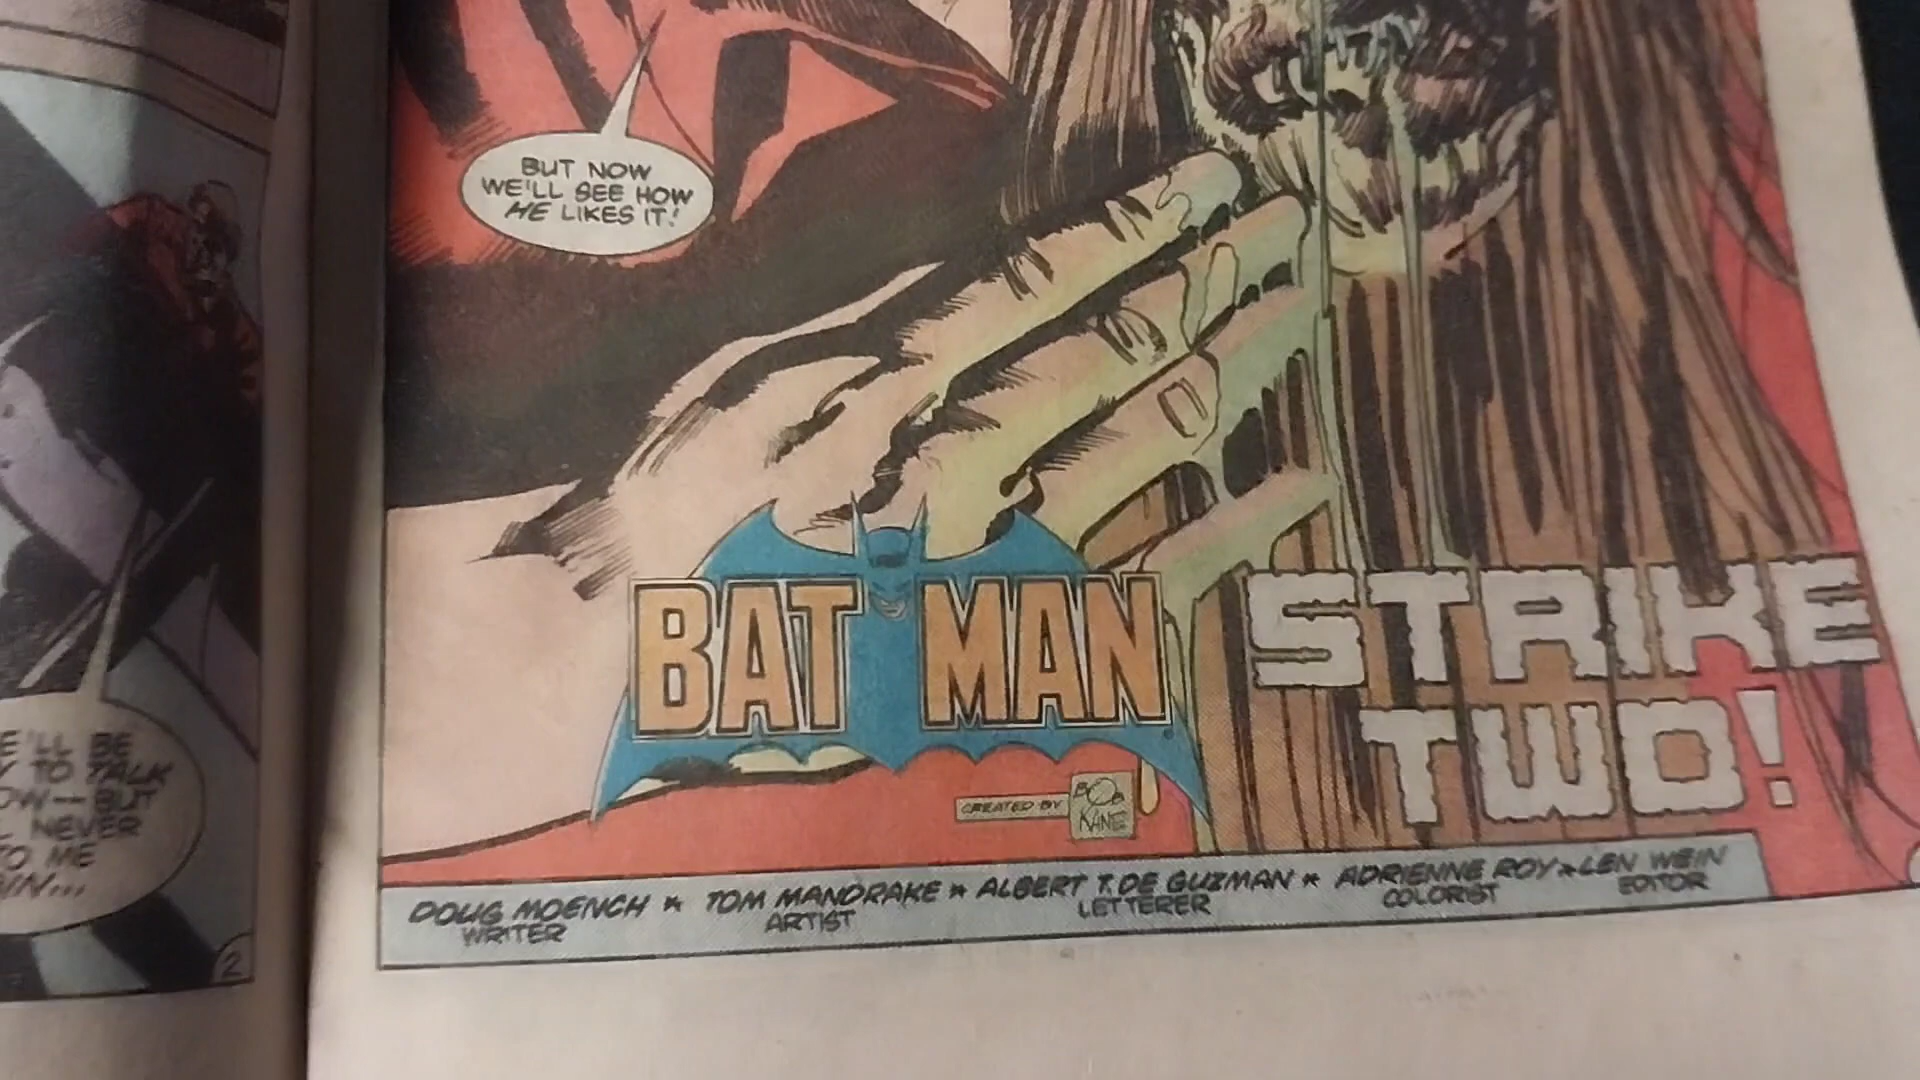 BUT NOW
WE'LL SEE HOW
HE LIKES IT!
E'LL BE
TO TALK
OW—BUT
NEVER
TO ME
IN...
2
BATMAN
STRIKE
TWO!
CREATED BY
BOB
KANE
DOUG MOENCH * TOM MANDRAKE * ALBERT T. DE GUZMAN * ADRIENNE ROY * LEN WEIN
WRITER ARTIST LETTERER COLORIST EDITOR